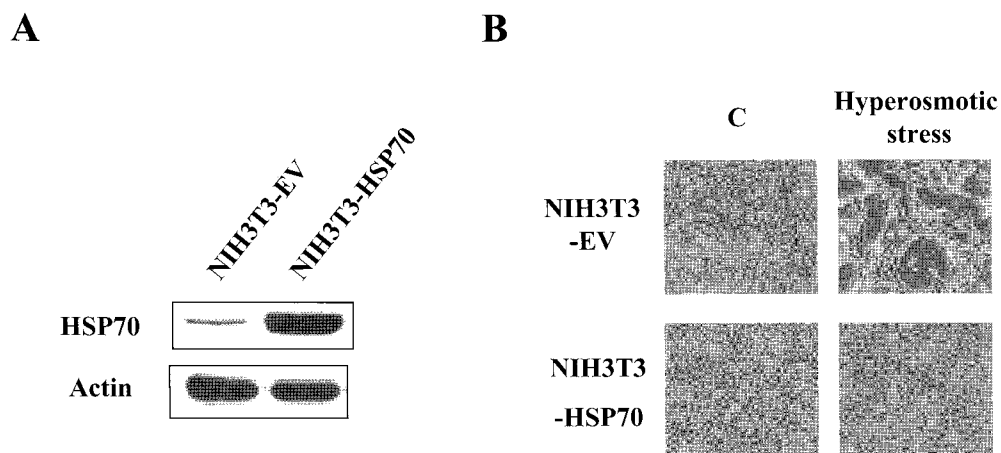 A
B
NIH3T3-EV
NIH3T3-HSP70
HSP70
Actin
C
Hyperosmotic
stress
NIH3T3
-EV
NIH3T3
-HSP70